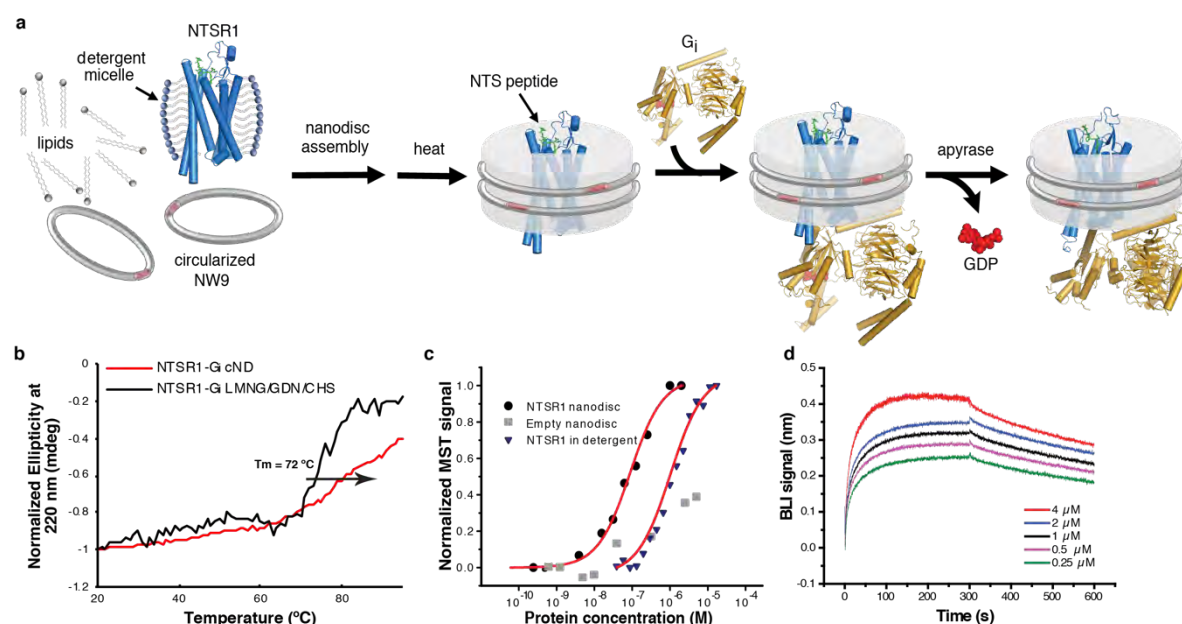 a
NTSR1
detergent
micelle
lipids
circularized
NW9
nanodisc
assembly
heat
NTS peptide
Gi
apyrase
GDP
b
0
-0.2
-0.4
-0.6
-0.8
-1
-1.2
20
40
60
80
Normalized Ellipticity at
220 nm (mdeg)
Temperature (ºC)
NTSR1-Gi cND
NTSR1-Gi LMNG/GDN/CHS
Tm = 72 ºC
c
1.0
0.8
0.6
0.4
0.2
0.0
10-10
10-9
10-8
10-7
10-6
10-5
10-4
Normalized MST signal
Protein concentration (M)
NTSR1 nanodisc
Empty nanodisc
NTSR1 in detergent
d
0.5
0.4
0.3
0.2
0.1
0.0
-0.1
0
100
200
300
400
500
600
BLI signal (nm)
Time (s)
4 µM
2 µM
1 µM
0.5 µM
0.25 µM